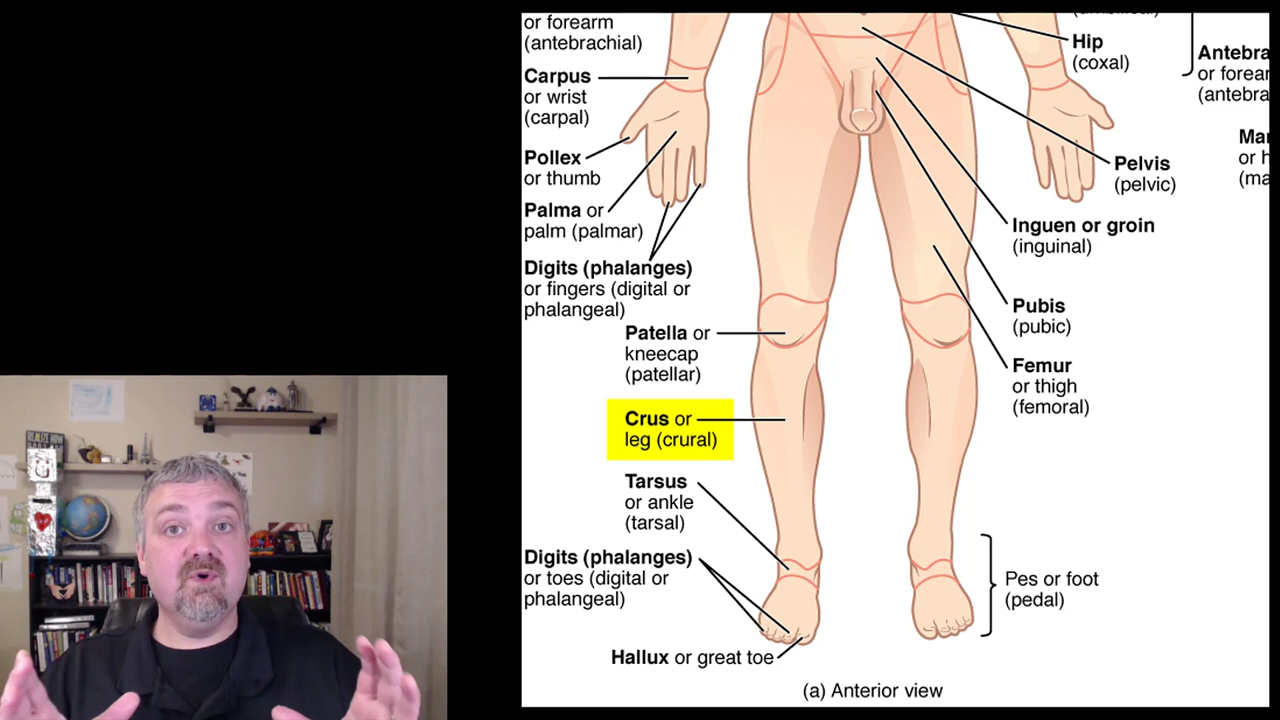 or forearm
(antebrachial)
Carpus
or wrist
(carpal)
Pollex
or thumb
Palma or
palm (palmar)
Digits (phalanges)
or fingers (digital or
phalangeal)
Patella or
kneecap
(patellar)
Crus or
leg (crural)
Tarsus
or ankle
(tarsal)
Digits (phalanges)
or toes (digital or
phalangeal)
Hallux or great toe
Hip
(coxal)
Antebra
or forear
(antebra
Mar
or h
(ma
Pelvis
(pelvic)
Inguen or groin
(inguinal)
Pubis
(pubic)
Femur
or thigh
(femoral)
Pes or foot
(pedal)
(a) Anterior view